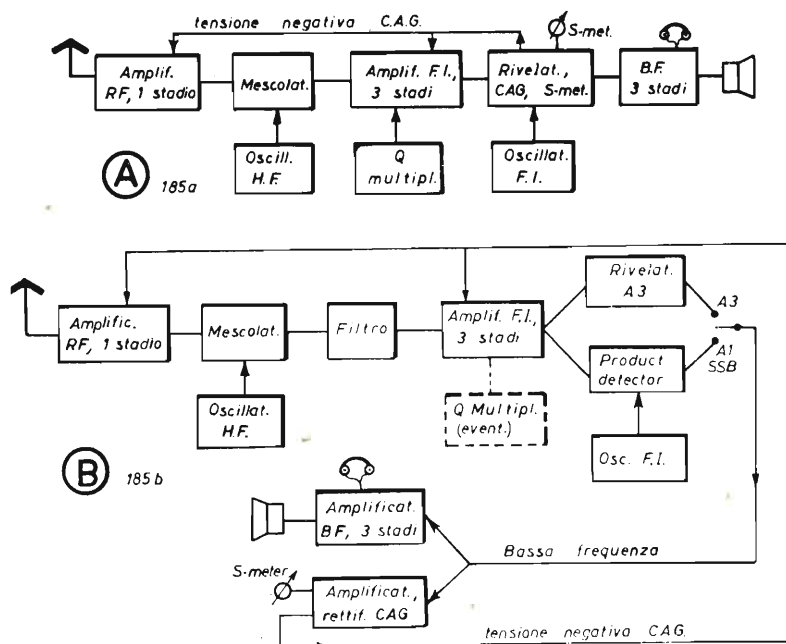 tensione negativa C.A.G.
S-met.
Amplif.
RF, 1 stadio
Mescolat.
Amplif. F.I.,
3 stadi
Rivelat.,
CAG, S-met.
B.F.
3 stadi
Oscill.
H.F.
Q
multipl.
Oscillat.
F.I.
A
185a
Rivelat.
A3
A3
Amplific.
RF, 1 stadio
Mescolat.
Filtro
Amplif. F.I.,
3 stadi
Product
detector
A1
SSB
Oscillat.
H.F.
Q Multipl.
(event.)
Osc. F.I.
B
185b
Amplificat.
BF, 3 stadi
Bassa frequenza
S-meter
Amplificat.,
rettif. CAG
tensione negativa CAG.